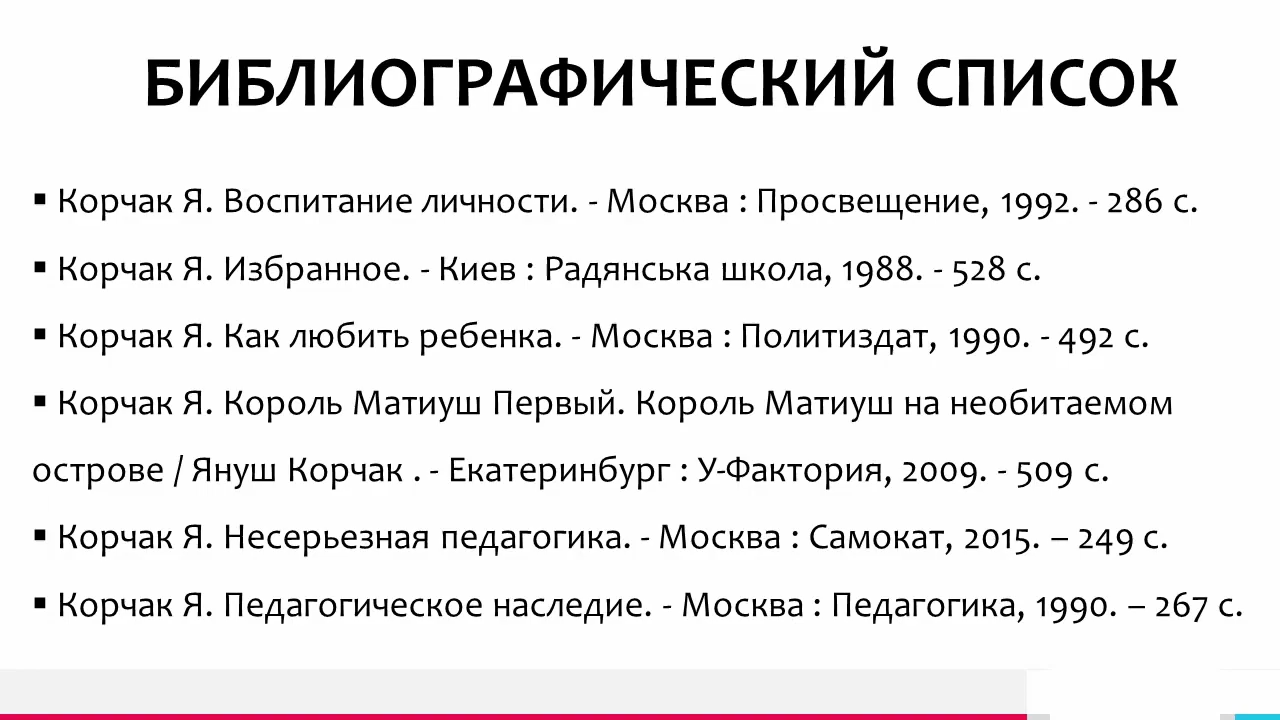 БИБЛИОГРАФИЧЕСКИЙ СПИСОК
▪ Корчак Я. Воспитание личности. - Москва : Просвещение, 1992. - 286 с.
▪ Корчак Я. Избранное. - Киев : Радянська школа, 1988. - 528 с.
▪ Корчак Я. Как любить ребенка. - Москва : Политиздат, 1990. - 492 с.
▪ Корчак Я. Король Матиуш Первый. Король Матиуш на необитаемом
острове / Януш Корчак . - Екатеринбург : У-Фактория, 2009. - 509 с.
▪ Корчак Я. Несерьезная педагогика. - Москва : Самокат, 2015. – 249 с.
▪ Корчак Я. Педагогическое наследие. - Москва : Педагогика, 1990. – 267 с.